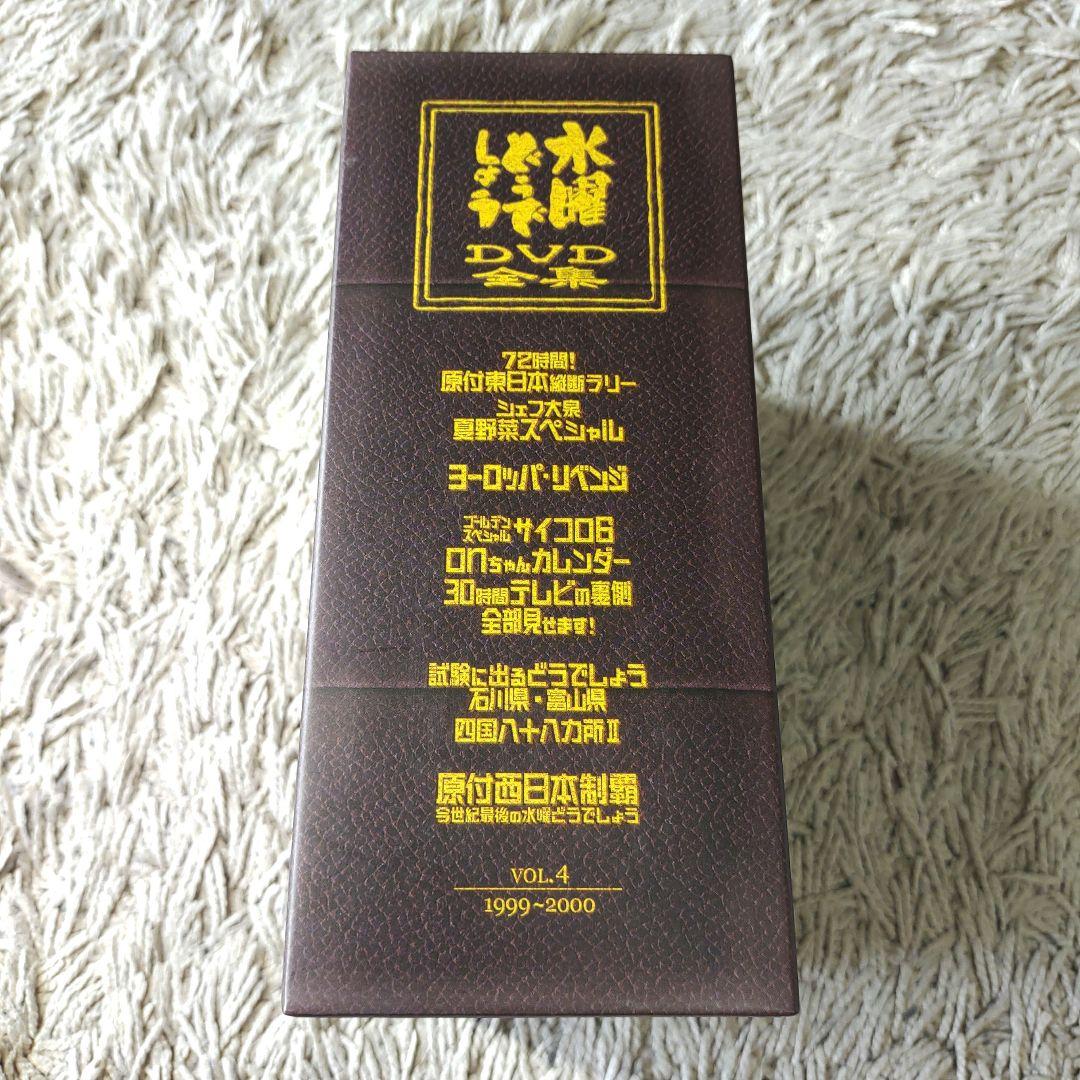 水曜
どうで
しょう
DVD
全集
72時間!
原付東日本縦断ラリー
シェフ大泉
夏野菜スペシャル
ヨーロッパ・リベンジ
ゴールデン
スペシャル サイコロ6
onちゃんカレンダー
30時間テレビの裏側
全部見せます!
試験に出るどうでしょう
石川県・富山県
四国八十八カ所II
原付西日本制覇
今世紀最後の水曜どうでしょう
VOL.4
1999~2000